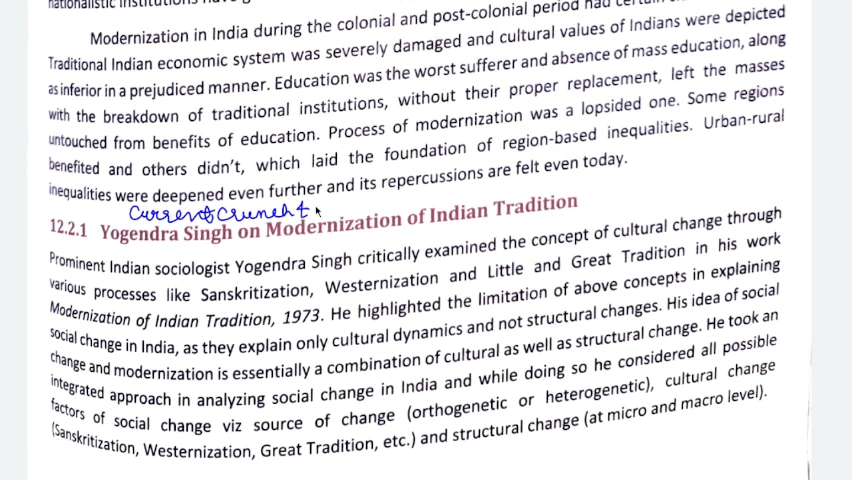 nationalistic
Modernization in India during the colonial and post-colonial period had
Traditional Indian economic system was severely damaged and cultural values of Indians were depicted
as inferior in a prejudiced manner. Education was the worst sufferer and absence of mass education, along
with the breakdown of traditional institutions, without their proper replacement, left the masses
untouched from benefits of education. Process of modernization was a lopsided one. Some regions
benefited and others didn't, which laid the foundation of region-based inequalities. Urban-rural
inequalities were deepened even further and its repercussions are felt even today.
12.2.1 Yogendra Singh on Modernization of Indian Tradition
Prominent Indian sociologist Yogendra Singh critically examined the concept of cultural change through
various processes like Sanskritization, Westernization and Little and Great Tradition in his work
Modernization of Indian Tradition, 1973. He highlighted the limitation of above concepts in explaining
social change in India, as they explain only cultural dynamics and not structural changes. His idea of social
change and modernization is essentially a combination of cultural as well as structural change. He took an
integrated approach in analyzing social change in India and while doing so he considered all possible
factors of social change viz source of change (orthogenetic or heterogenetic), cultural change
(Sanskritization, Westernization, Great Tradition, etc.) and structural change (at micro and macro level).